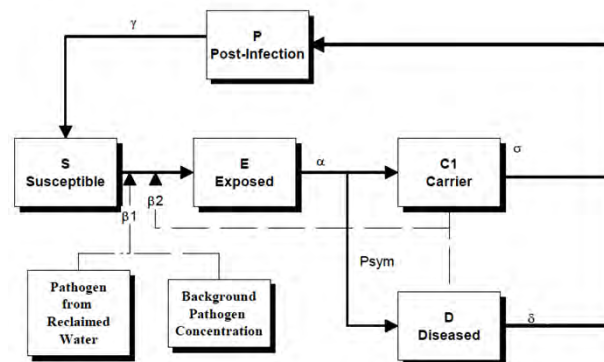 γ
P
Post-Infection
S
Susceptible
E
Exposed
α
C1
Carrier
σ
β1
β2
Psym
Pathogen
from
Reclaimed
Water
Background
Pathogen
Concentration
D
Diseased
δ